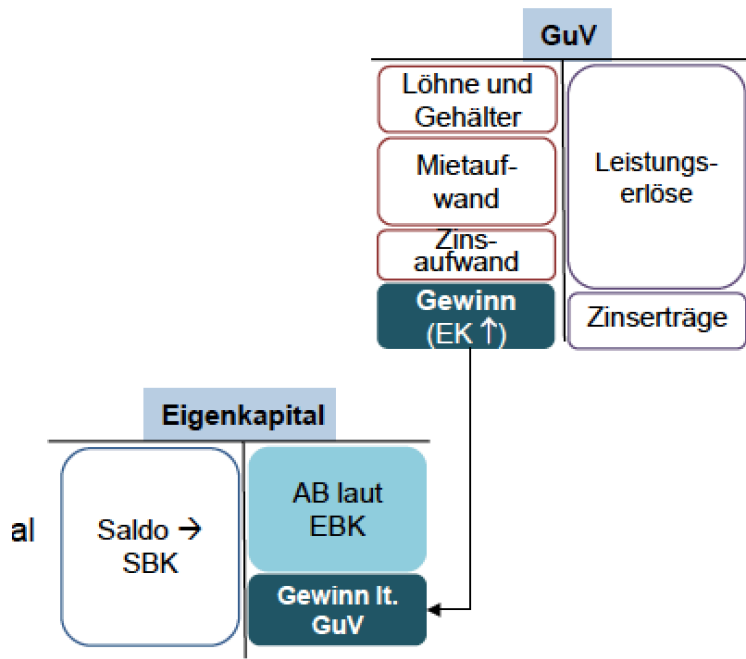 GuV
Löhne und
Gehälter
Mietauf-
wand
Zins-
aufwand
Gewinn
(EK ↑)
Leistungs-
erlöse
Zinserträge
Eigenkapital
al
Saldo →
SBK
AB laut
EBK
Gewinn lt.
GuV